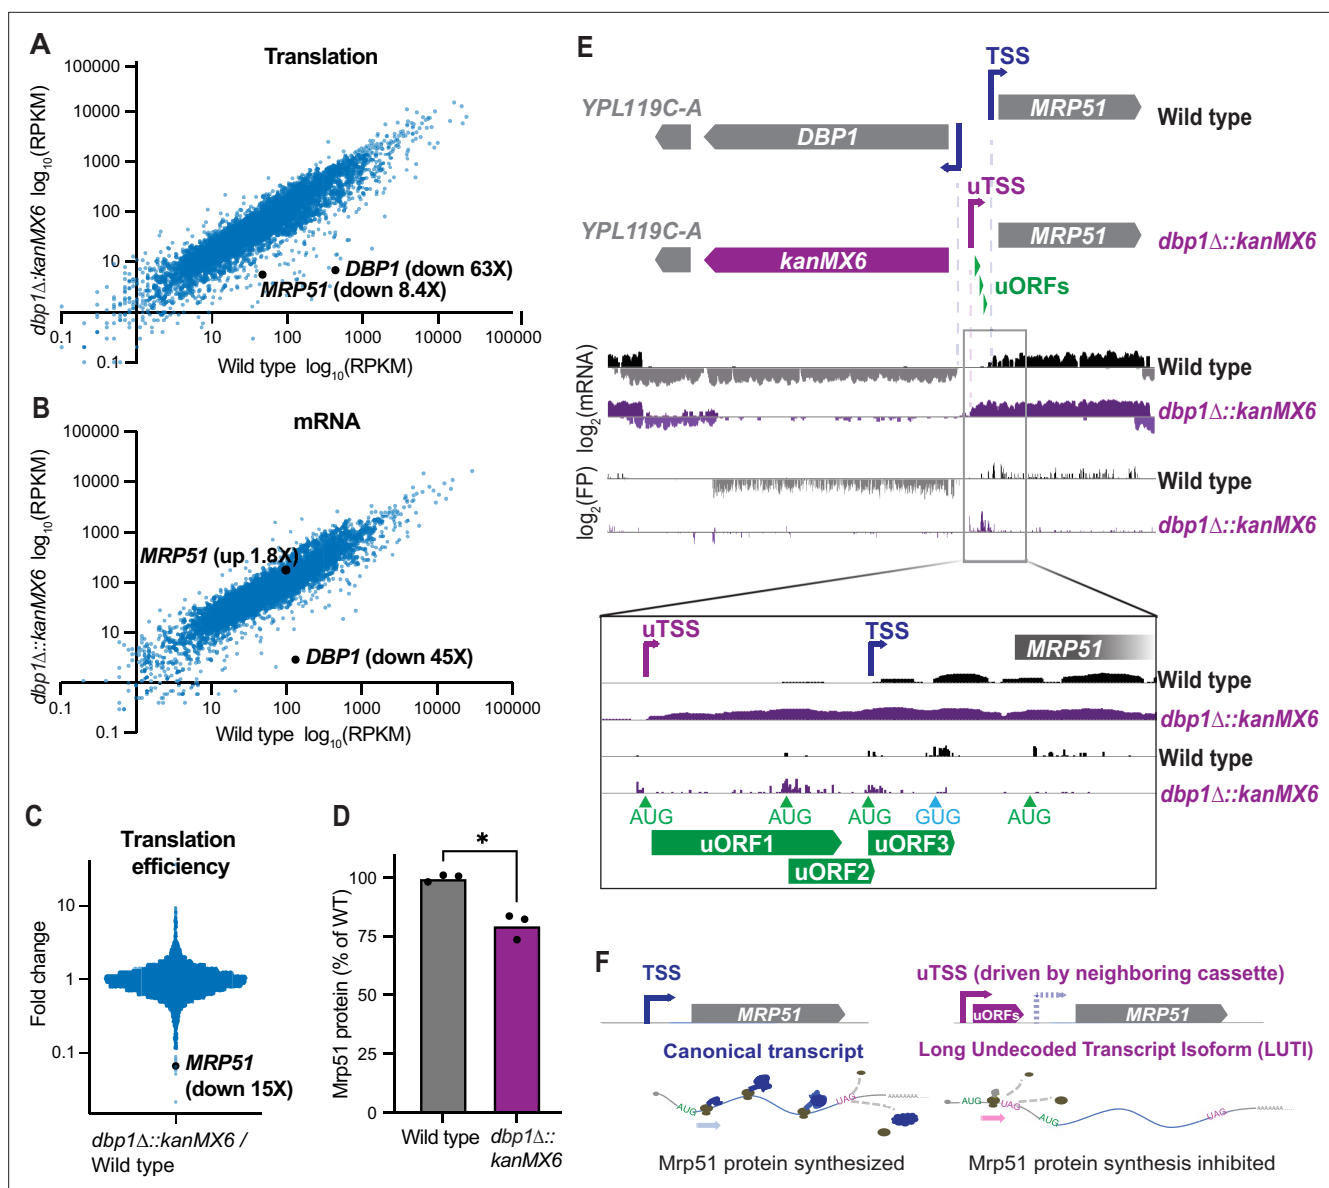 A
Translation
dbp1Δ::kanMX6 log10(RPKM)
100000
10000
1000
100
10
0.1
0.1
10
100
1000
10000
100000
DBP1 (down 63X)
MRP51 (down 8.4X)
Wild type log10(RPKM)
B
mRNA
dbp1Δ::kanMX6 log10(RPKM)
100000
10000
1000
100
10
0.1
0.1
10
100
1000
10000
100000
MRP51 (up 1.8X)
DBP1 (down 45X)
Wild type log10(RPKM)
C
Translation
efficiency
Fold change
10
1
0.1
MRP51
(down 15X)
dbp1Δ::kanMX6 /
Wild type
D
*
Mrp51 protein (% of WT)
100
75
50
25
0
Wild type
dbp1Δ::
kanMX6
E
TSS
YPL119C-A
DBP1
MRP51
Wild type
uTSS
YPL119C-A
kanMX6
MRP51
dbp1Δ::kanMX6
uORFs
log2(mRNA)
Wild type
dbp1Δ::kanMX6
log2(FP)
Wild type
dbp1Δ::kanMX6
uTSS
TSS
MRP51
Wild type
dbp1Δ::kanMX6
Wild type
dbp1Δ::kanMX6
AUG
AUG
AUG
GUG
AUG
uORF1
uORF2
uORF3
F
TSS
MRP51
Canonical transcript
AUG
UAG
AAAAAAA
Mrp51 protein synthesized
uTSS (driven by neighboring cassette)
uORFs
MRP51
Long Undecoded Transcript Isoform (LUTI)
AUG
UAG
AUG
UAG
AAAAAAA
Mrp51 protein synthesis inhibited